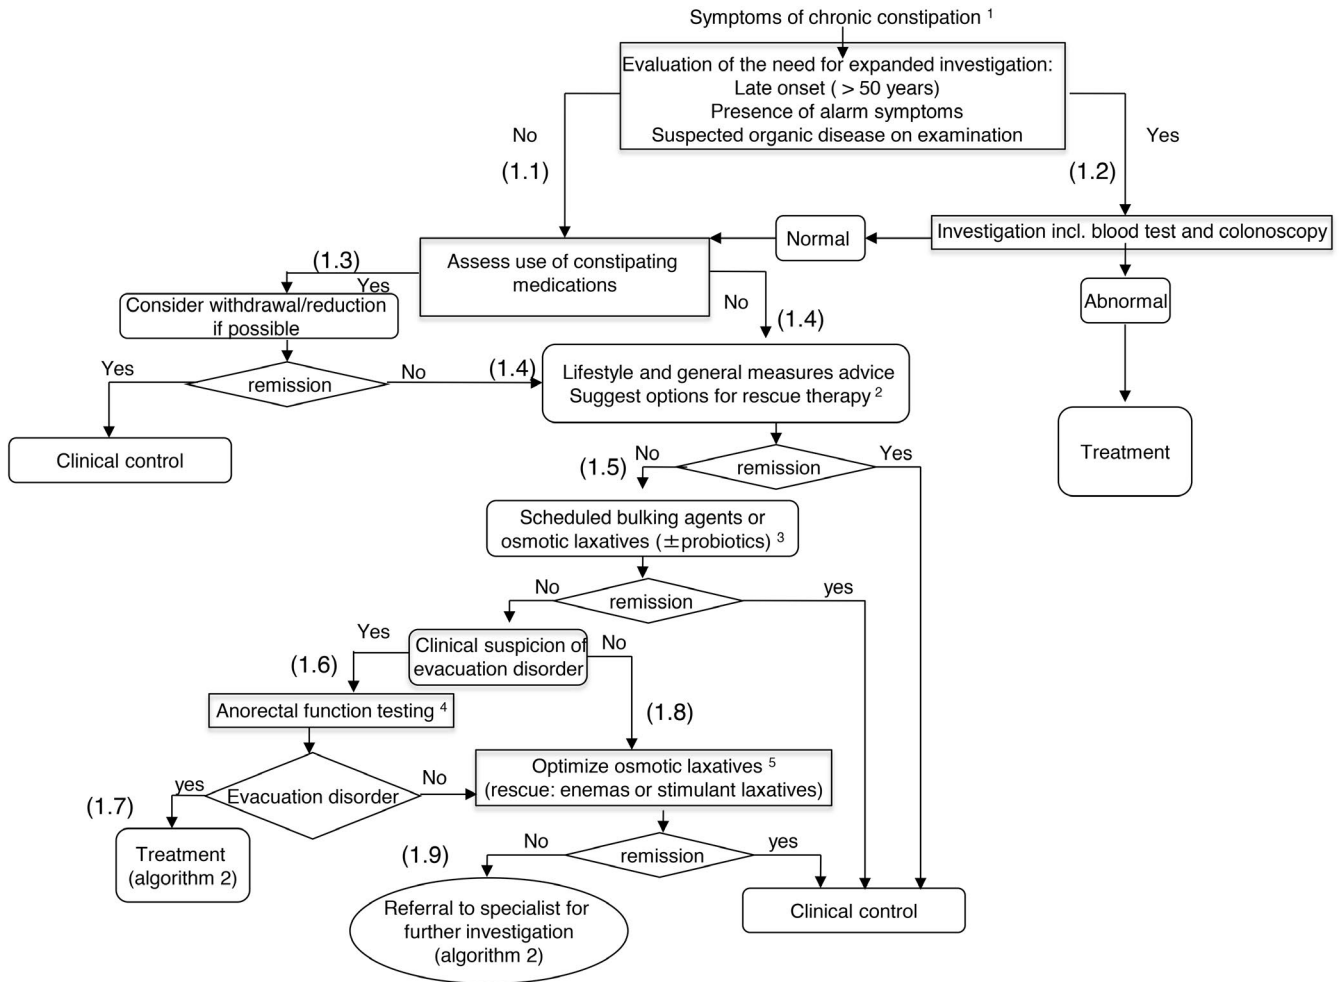 Symptoms of chronic constipation 1
Evaluation of the need for expanded investigation:
Late onset ( > 50 years)
Presence of alarm symptoms
Suspected organic disease on examination
No
Yes
(1.1)
(1.2)
Investigation incl. blood test and colonoscopy
Normal
Assess use of constipating
medications
(1.3)
Yes
No
(1.4)
Abnormal
Consider withdrawal/reduction
if possible
Yes
remission
No
(1.4)
Lifestyle and general measures advice
Suggest options for rescue therapy 2
Clinical control
Treatment
(1.5)
No
remission
Yes
Scheduled bulking agents or
osmotic laxatives (±probiotics) 3
No
remission
yes
Yes
Clinical suspicion of
evacuation disorder
No
(1.6)
Anorectal function testing 4
(1.8)
Optimize osmotic laxatives 5
(rescue: enemas or stimulant laxatives)
(1.7)
yes
Evacuation disorder
No
Treatment
(algorithm 2)
(1.9)
No
remission
yes
Referral to specialist for
further investigation
(algorithm 2)
Clinical control